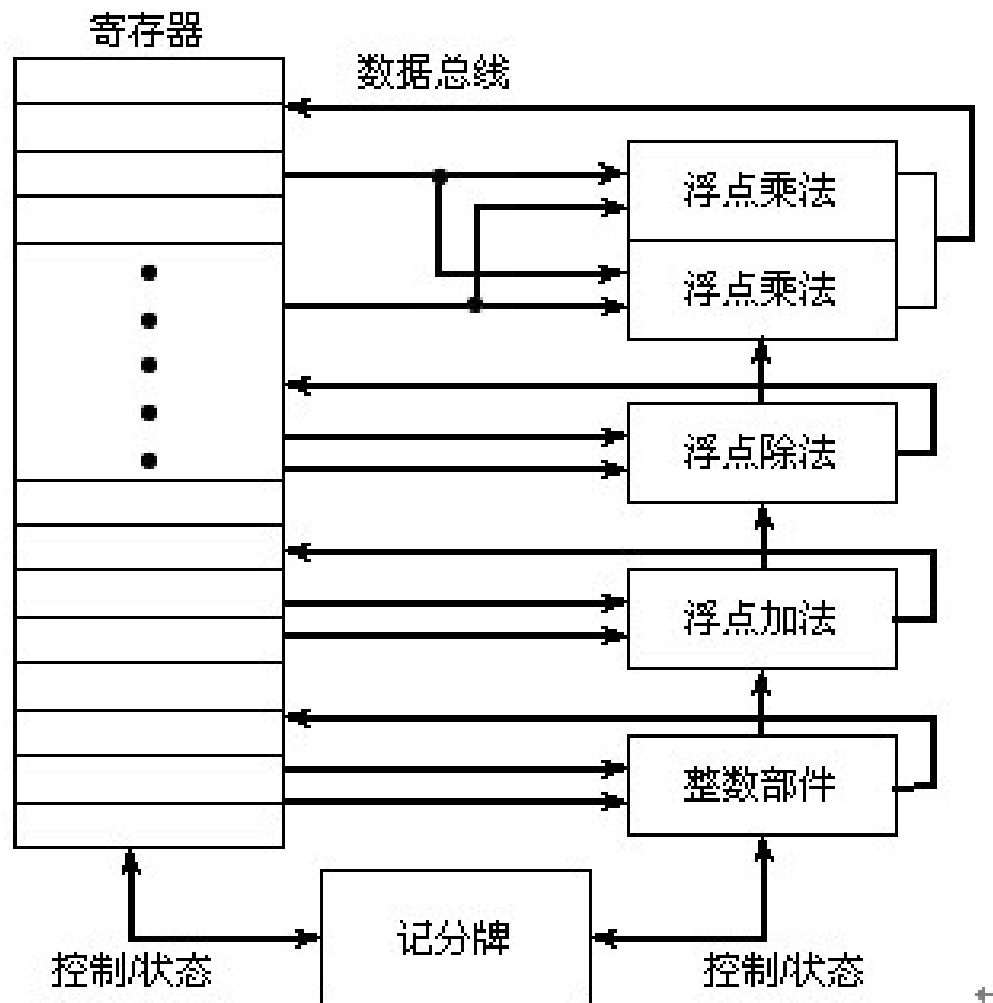 寄存器
数据总线
浮点乘法
浮点乘法
浮点除法
浮点加法
整数部件
记分牌
控制/状态
控制/状态